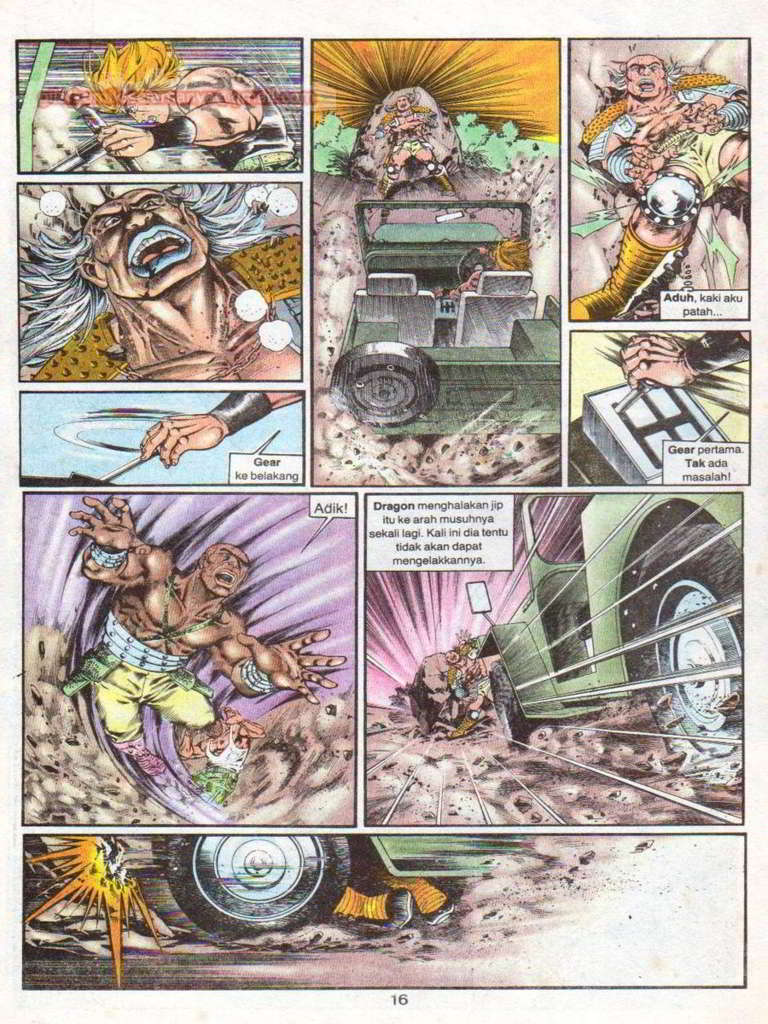 Aduh, kaki aku
patah...
Gear
ke belakang
Gear pertama.
Tak ada
masalah!
Adik!
Dragon menghalakan jip
itu ke arah musuhnya
sekali lagi. Kali ini dia tentu
tidak akan dapat
mengelakkannya.
16